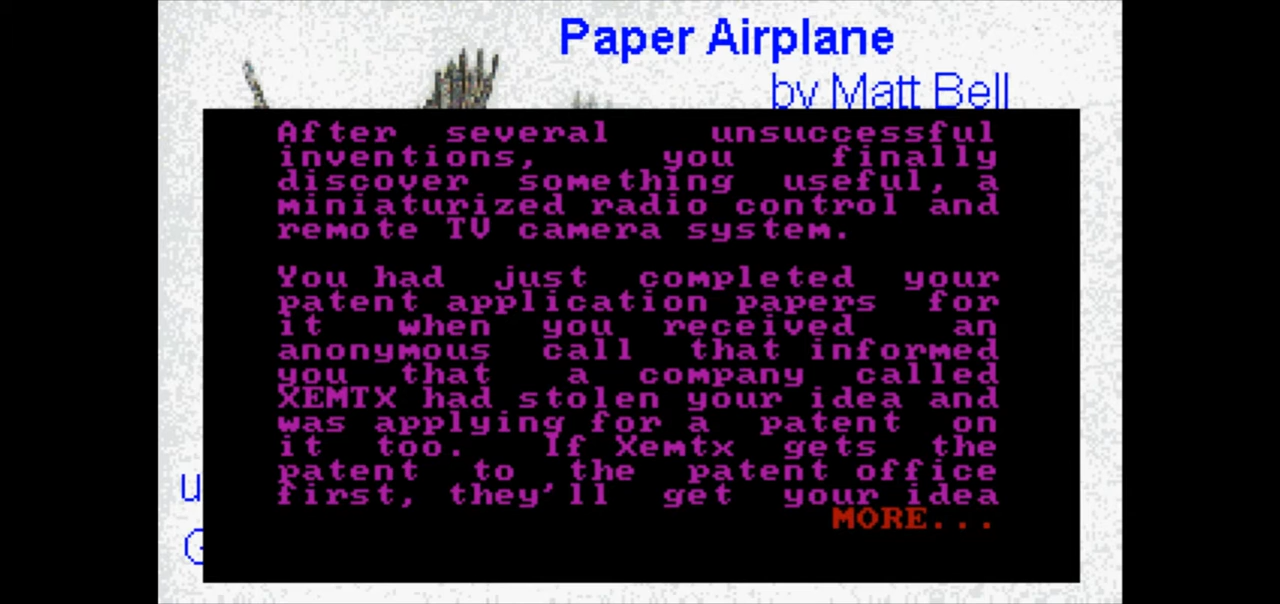 Paper Airplane
by Matt Bell
After several unsuccessful
inventions, you finally
discover something useful, a
miniaturized radio control and
remote TV camera system.
You had just completed your
patent application papers for
it when you received an
anonymous call that informed
you that a company called
XEMTX had stolen your idea and
was applying for a patent on
it too. If Xemtx gets the
patent to the patent office
first, they'll get your idea
MORE...